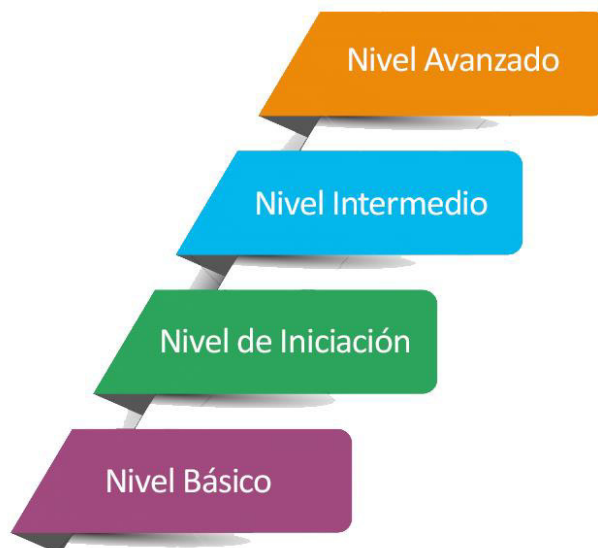 Nivel Avanzado
Nivel Intermedio
Nivel de Iniciación
Nivel Básico